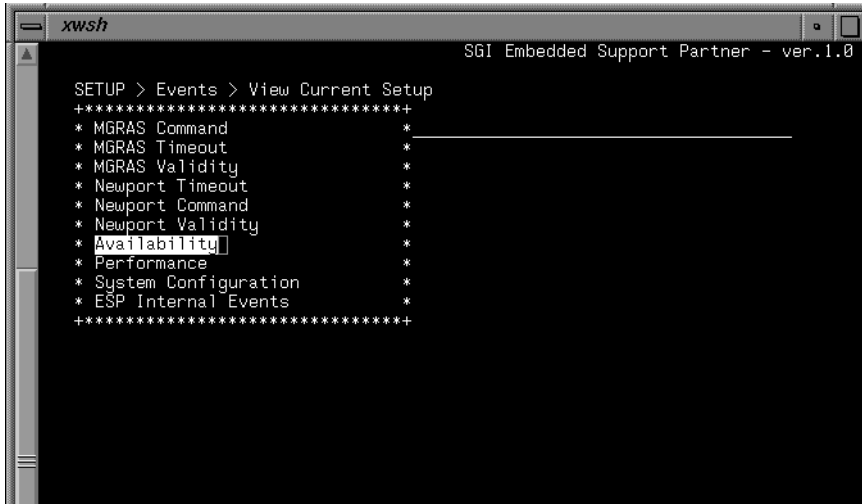 xwsh
SGI Embedded Support Partner - ver.1.0
SETUP > Events > View Current Setup
+*******************************+
* MGRAS Command *
* MGRAS Timeout *
* MGRAS Validity *
* Newport Timeout *
* Newport Command *
* Newport Validity *
* Availability *
* Performance *
* System Configuration *
* ESP Internal Events *
+*******************************+